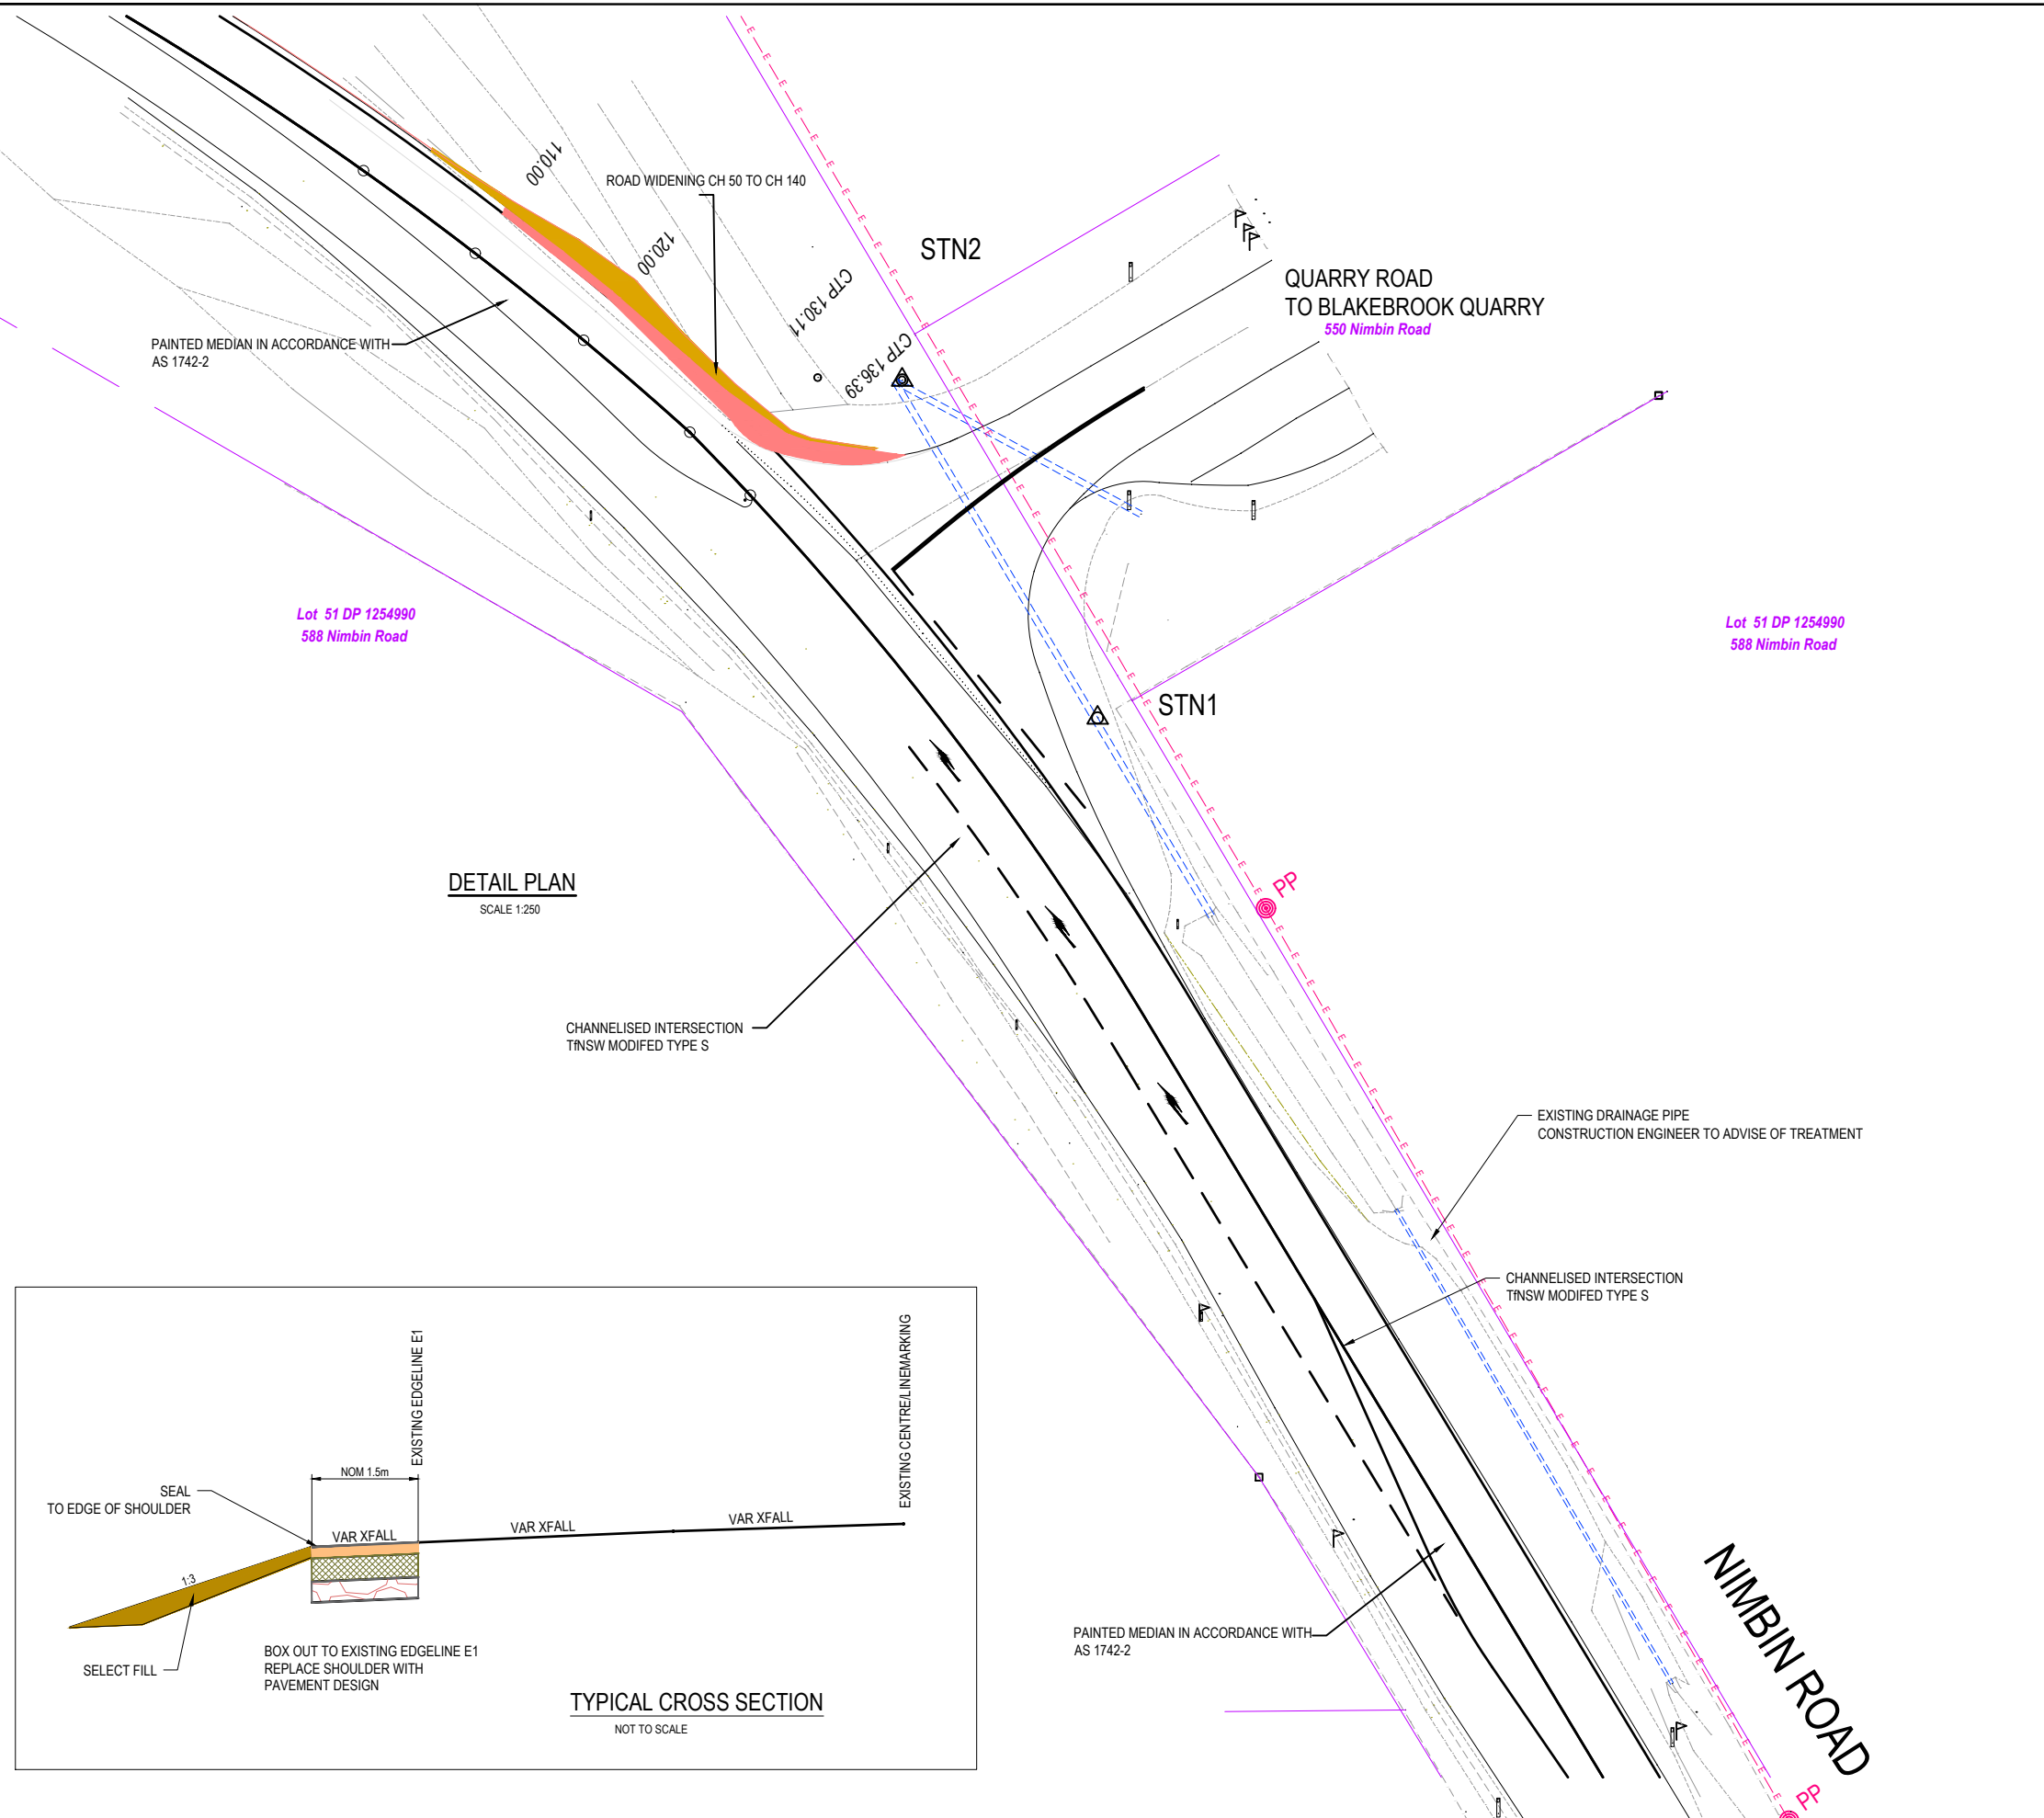 110.00
ROAD WIDENING CH 50 TO CH 140
120.00
STN2
CTP 130.11
CTP 136.39
QUARRY ROAD
TO BLAKEBROOK QUARRY
550 Nimbin Road
PAINTED MEDIAN IN ACCORDANCE WITH
AS 1742-2
Lot 51 DP 1254990
588 Nimbin Road
Lot 51 DP 1254990
588 Nimbin Road
STN1
DETAIL PLAN
SCALE 1:250
PP
CHANNELISED INTERSECTION
TfNSW MODIFED TYPE S
EXISTING DRAINAGE PIPE
CONSTRUCTION ENGINEER TO ADVISE OF TREATMENT
CHANNELISED INTERSECTION
TfNSW MODIFED TYPE S
EXISTING EDGELINE E1
EXISTING CENTRE/LINEMARKING
NOM 1.5m
SEAL
TO EDGE OF SHOULDER
VAR XFALL
VAR XFALL
VAR XFALL
1:3
SELECT FILL
BOX OUT TO EXISTING EDGELINE E1
REPLACE SHOULDER WITH
PAVEMENT DESIGN
TYPICAL CROSS SECTION
NOT TO SCALE
PAINTED MEDIAN IN ACCORDANCE WITH
AS 1742-2
NIMBIN ROAD
PP